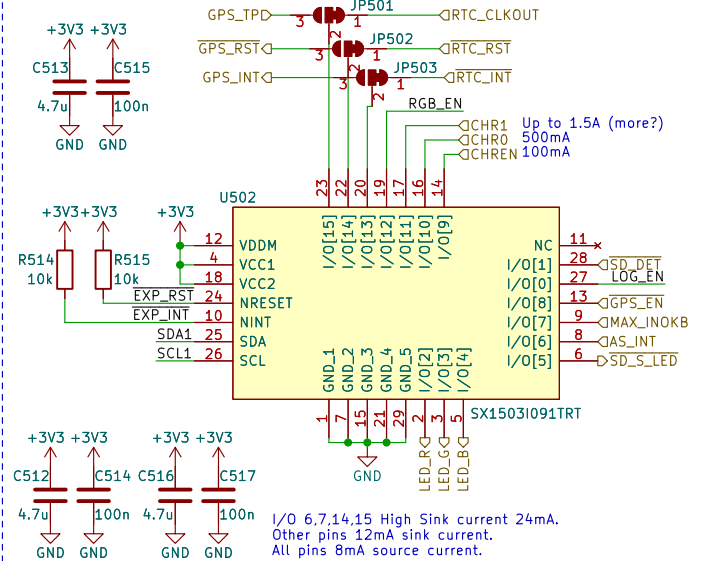 JP501
GPS_TP 3 1 RTC_CLKOUT
2
JP502
GPS_RST 3 1 RTC_RST
2
JP503
GPS_INT 3 1 RTC_INT
2
+3V3 +3V3
C513 C515
4.7u 100n
GND GND
RGB_EN
CHR1 Up to 1.5A (more?)
CHR0 500mA
CHREN 100mA
23 22 20 19 17 16 14
U502
I/O[15] I/O[14] I/O[13] I/O[12] I/O[11] I/O[10] I/O[9]
+3V3 +3V3 +3V3
R514 R515
10k 10k
12 VDDM
4 VCC1
18 VCC2
EXP_RST 24 NRESET
EXP_INT 10 NINT
SDA1 25 SDA
SCL1 26 SCL
NC 11
I/O[1] 28 SD_DET
I/O[0] 27 LOG_EN
I/O[8] 13 GPS_EN
I/O[7] 9 MAX_INOKB
I/O[6] 8 AS_INT
I/O[5] 6 SD_S_LED
GND_1 GND_2 GND_3 GND_4 GND_5 I/O[2] I/O[3] I/O[4]
1 7 15 21 29 2 3 5
SX1503I091TRT
GND
LED_R LED_G LED_B
+3V3 +3V3 +3V3 +3V3
C512 C514 C516 C517
4.7u 100n 4.7u 100n
GND GND GND GND
I/O 6,7,14,15 High Sink current 24mA.
Other pins 12mA sink current.
All pins 8mA source current.